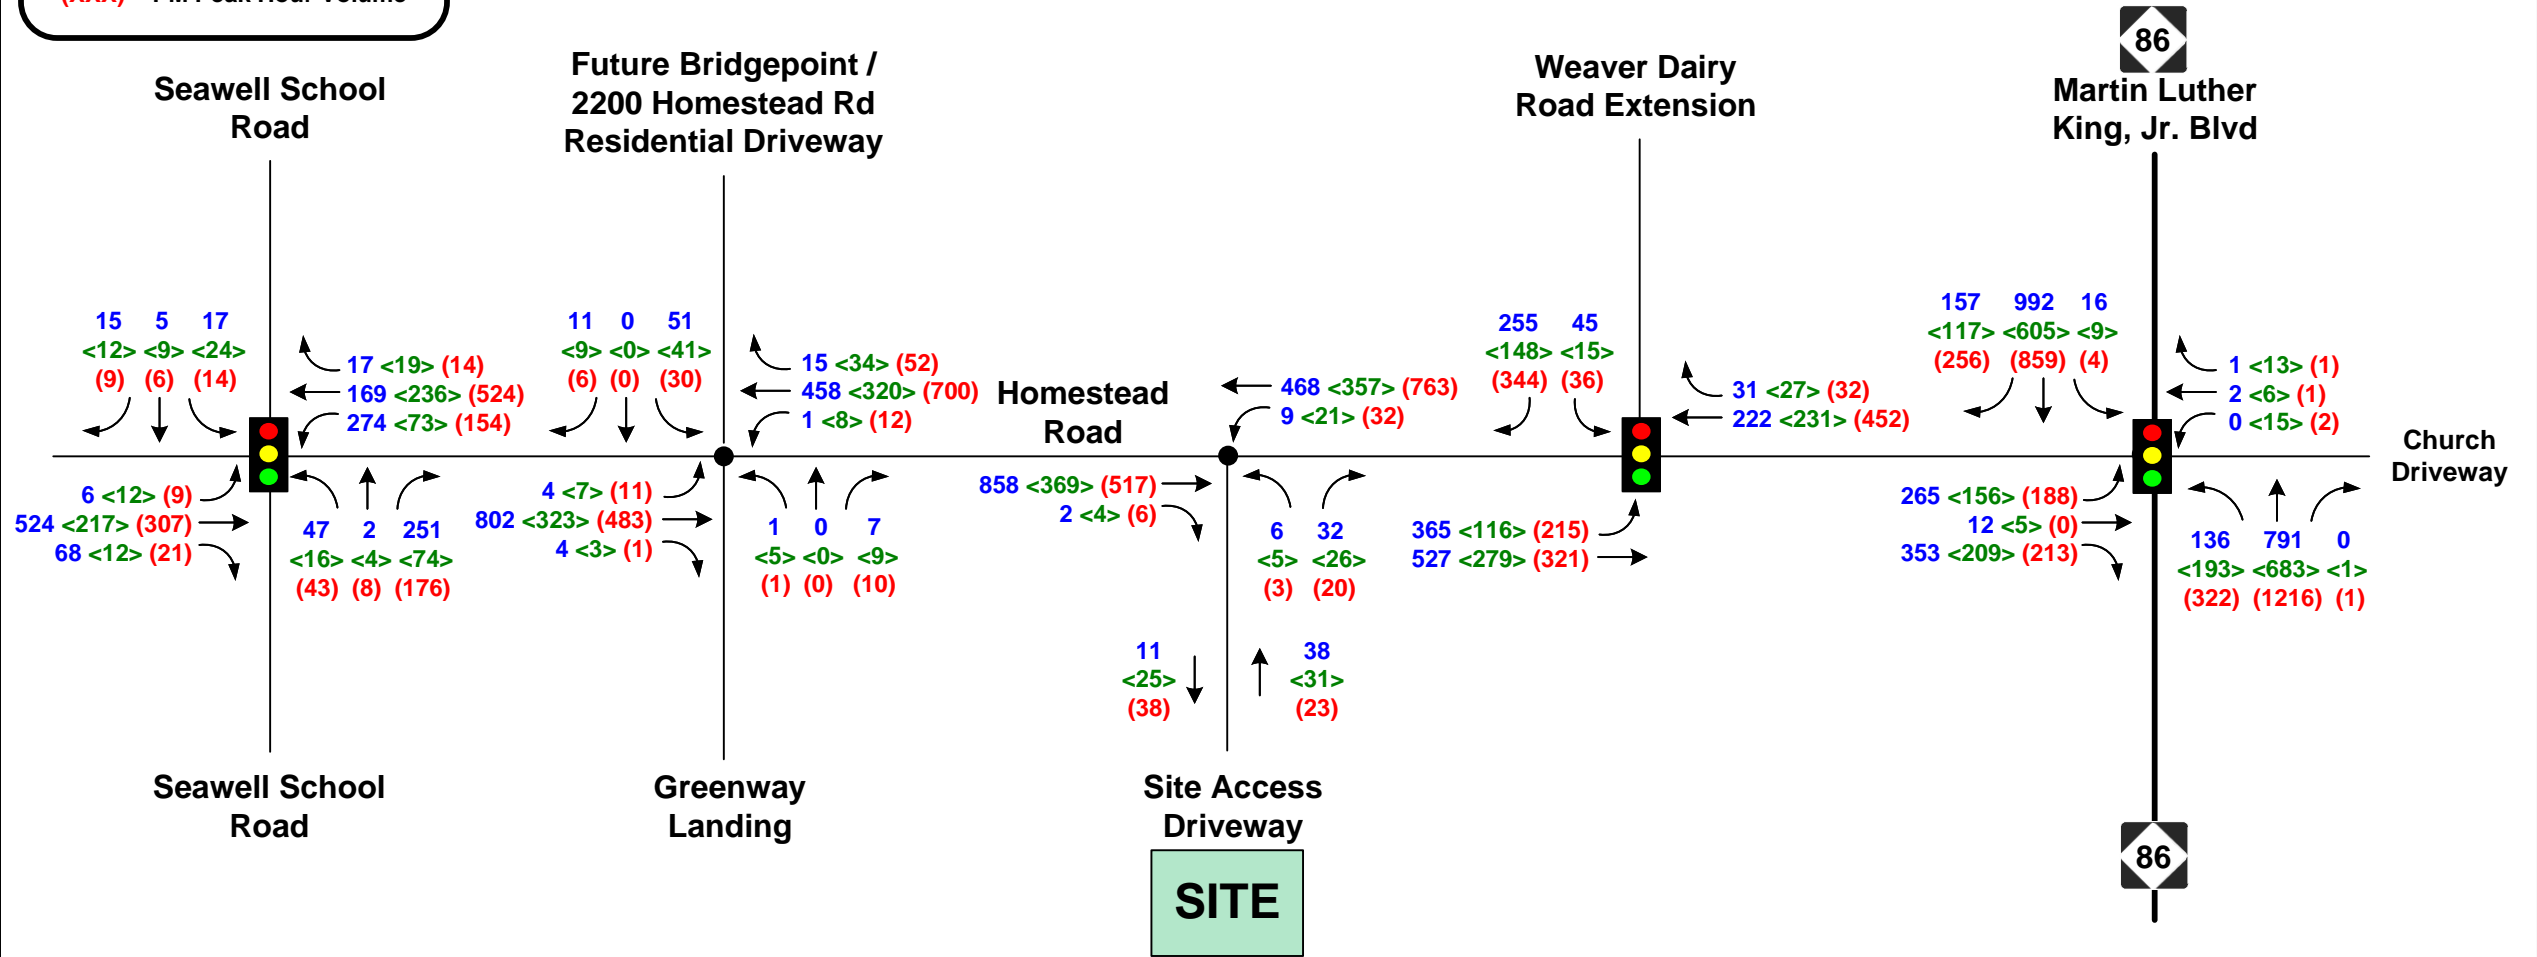 86
Seawell School
Road
Future Bridgepoint /
2200 Homestead Rd
Residential Driveway
Weaver Dairy
Road Extension
Martin Luther
King, Jr. Blvd
15 5 17
<12> <9> <24>
(9) (6) (14)
17 <19> (14)
169 <236> (524)
274 <73> (154)
6 <12> (9)
524 <217> (307)
68 <12> (21)
47 2 251
<16> <4> <74>
(43) (8) (176)
11 0 51
<9> <0> <41>
(6) (0) (30)
15 <34> (52)
458 <320> (700)
1 <8> (12)
4 <7> (11)
802 <323> (483)
4 <3> (1)
1 0 7
<5> <0> <9>
(1) (0) (10)
Homestead
Road
468 <357> (763)
9 <21> (32)
858 <369> (517)
2 <4> (6)
6 32
<5> <26>
(3) (20)
11 38
<25> <31>
(38) (23)
255 45
<148> <15>
(344) (36)
31 <27> (32)
222 <231> (452)
365 <116> (215)
527 <279> (321)
157 992 16
<117> <605> <9>
(256) (859) (4)
1 <13> (1)
2 <6> (1)
0 <15> (2)
265 <156> (188)
12 <5> (0)
353 <209> (213)
136 791 0
<193> <683> <1>
(322) (1216) (1)
Church
Driveway
Seawell School
Road
Greenway
Landing
Site Access
Driveway
SITE
86